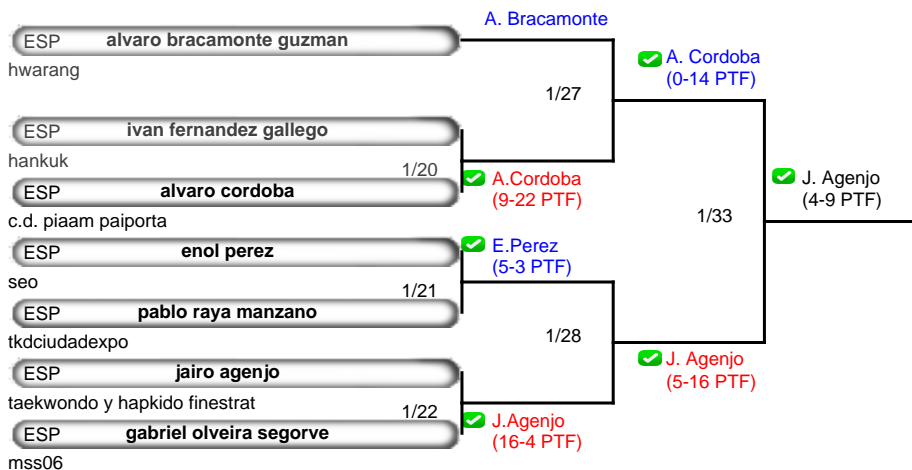 A. Bracamonte
ESP alvaro bracamonte guzman
hwarang
A. Cordoba
(0-14 PTF)
1/27
ESP ivan fernandez gallego
hankuk
1/20
ESP alvaro cordoba
A.Cordoba
(9-22 PTF)
J. Agenjo
(4-9 PTF)
c.d. piaam paiporta
1/33
ESP enol perez
E.Perez
(5-3 PTF)
seo
1/21
ESP pablo raya manzano
tkdciudadexpo
1/28
ESP jairo agenjo
J. Agenjo
(5-16 PTF)
taekwondo y hapkido finestrat
1/22
ESP gabriel olveira segorve
J.Agenjo
(16-4 PTF)
mss06